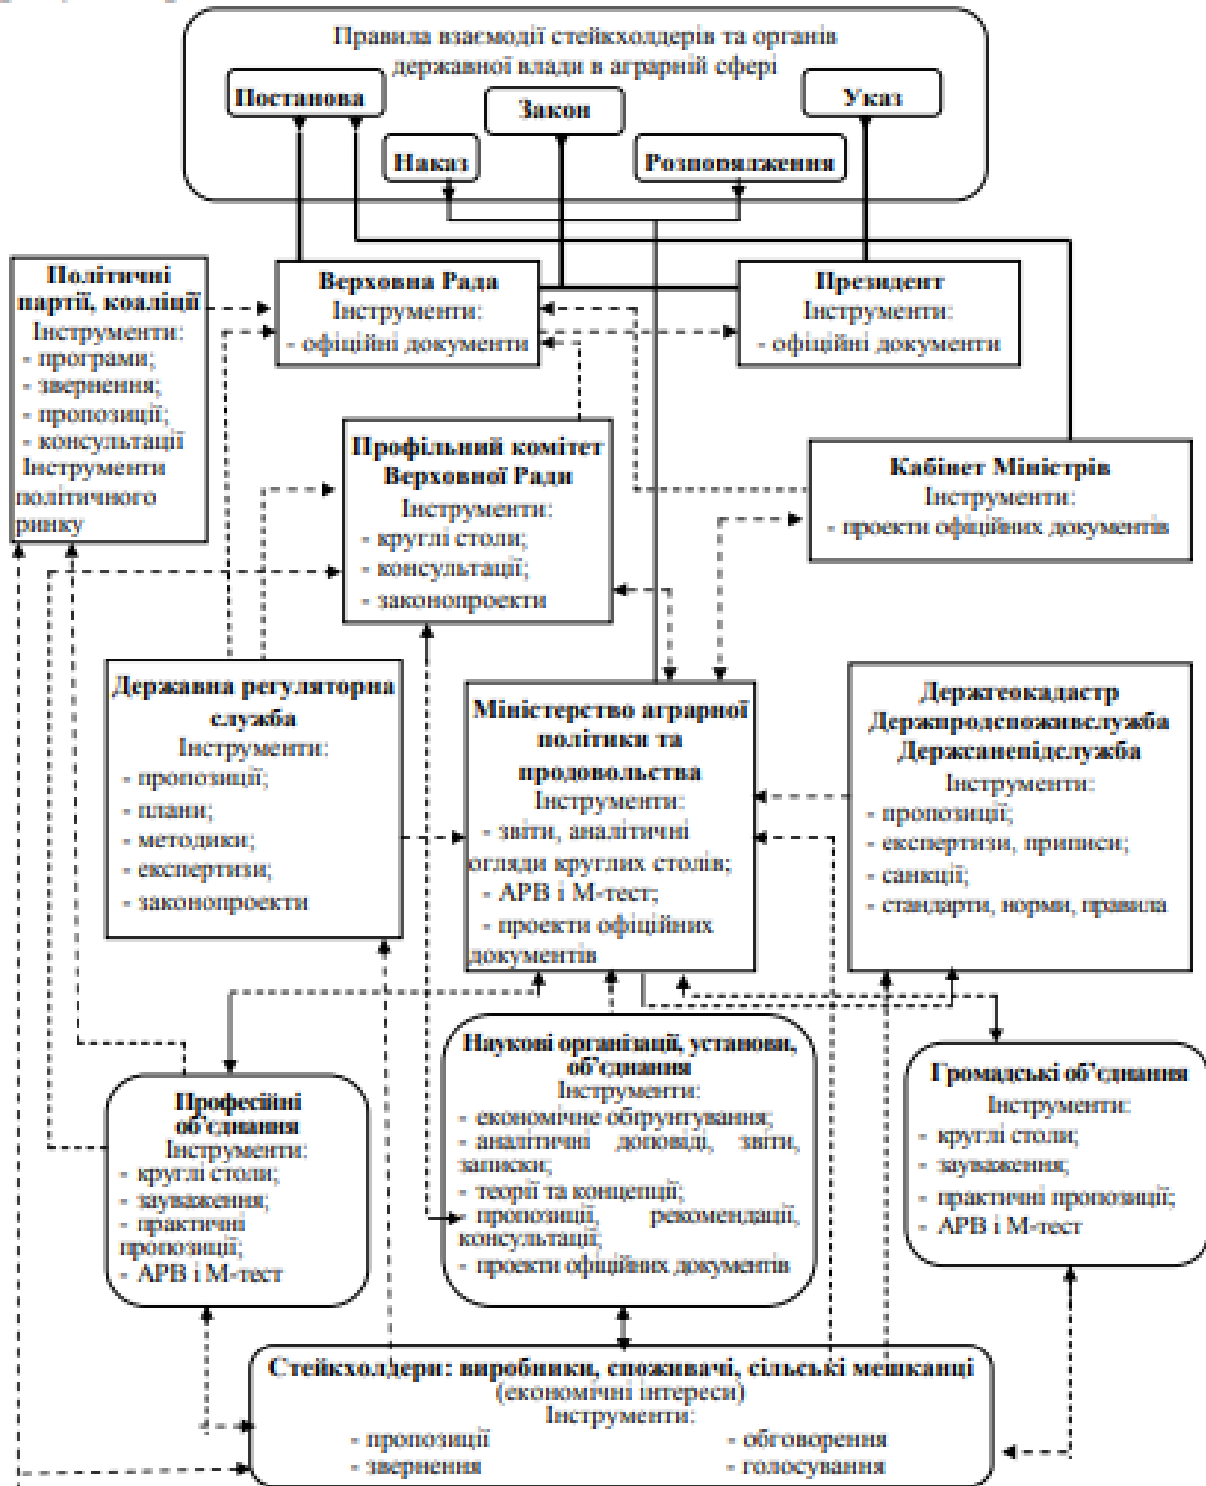 Правила взаємодії стейкхолдерів та органів
державної влади в аграрній сфері
Постанова
Закон
Указ
Наказ
Розпорядження
Політичні
партії, коаліції
Інструменти:
- програми;
- звернення;
- пропозиції;
- консультації
Інструменти
політичного
ринку
Верховна Рада
Інструменти:
- офіційні документи
Президент
Інструменти:
- офіційні документи
Профільний комітет
Верховної Ради
Інструменти:
- круглі столи;
- консультації;
- законопроекти
Кабінет Міністрів
Інструменти:
- проекти офіційних документів
Державна регуляторна
служба
Інструменти:
- пропозиції;
- плани;
- методики;
- експертизи;
- законопроекти
Міністерство аграрної
політики та
продовольства
Інструменти:
- звіти, аналітичні
огляди круглих столів;
- АРВ і М-тест;
- проекти офіційних
документів
Держгеокадастр
Держпродспоживслужба
Держсанепідслужба
Інструменти:
- пропозиції;
- експертизи, приписи;
- санкції;
- стандарти, норми, правила
Професійні
об'єднання
Інструменти:
- круглі столи;
- зауваження;
- практичні
пропозиції;
- АРВ і М-тест
Наукові організації, установи,
об'єднання
Інструменти:
- економічне обґрунтування;
- аналітичні доповіді, звіти,
записки;
- теорії та концепції;
- пропозиції, рекомендації,
консультації;
- проекти офіційних документів
Громадські об'єднання
Інструменти:
- круглі столи;
- зауваження;
- практичні пропозиції;
- АРВ і М-тест
Стейкхолдери: виробники, споживачі, сільські мешканці
(економічні інтереси)
Інструменти:
- пропозиції
- звернення
- обговорення
- голосування